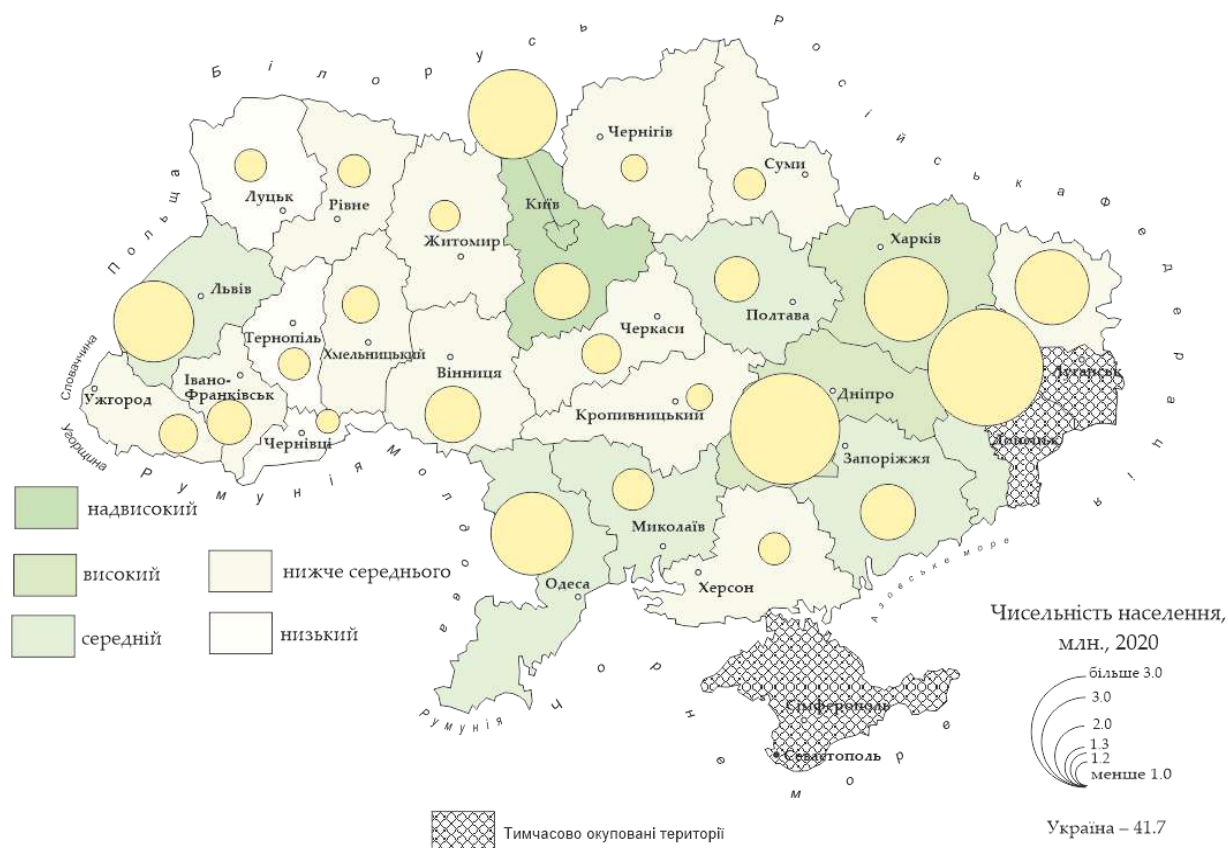 Білорусь
Російська федерація
Польща
Словаччина
Угорщина
Румунія
Молдова
Румунія
Чорне море
Азовське море
Чернігів
Суми
Київ
Луцьк
Рівне
Житомир
Харків
Львів
Полтава
Тернопіль
Хмельницький
Черкаси
Вінниця
Луганськ
Ужгород
Івано-
Франківськ
Чернівці
Кропивницький
Дніпро
Донецьк
Запоріжжя
Миколаїв
Одеса
Херсон
Сімферополь
Севастополь
надвисокий
високий
середній
нижче середнього
низький
Чисельність населення,
млн., 2020
більше 3.0
3.0
2.0
1.3
1.2
менше 1.0
Тимчасово окуповані території
Україна – 41.7